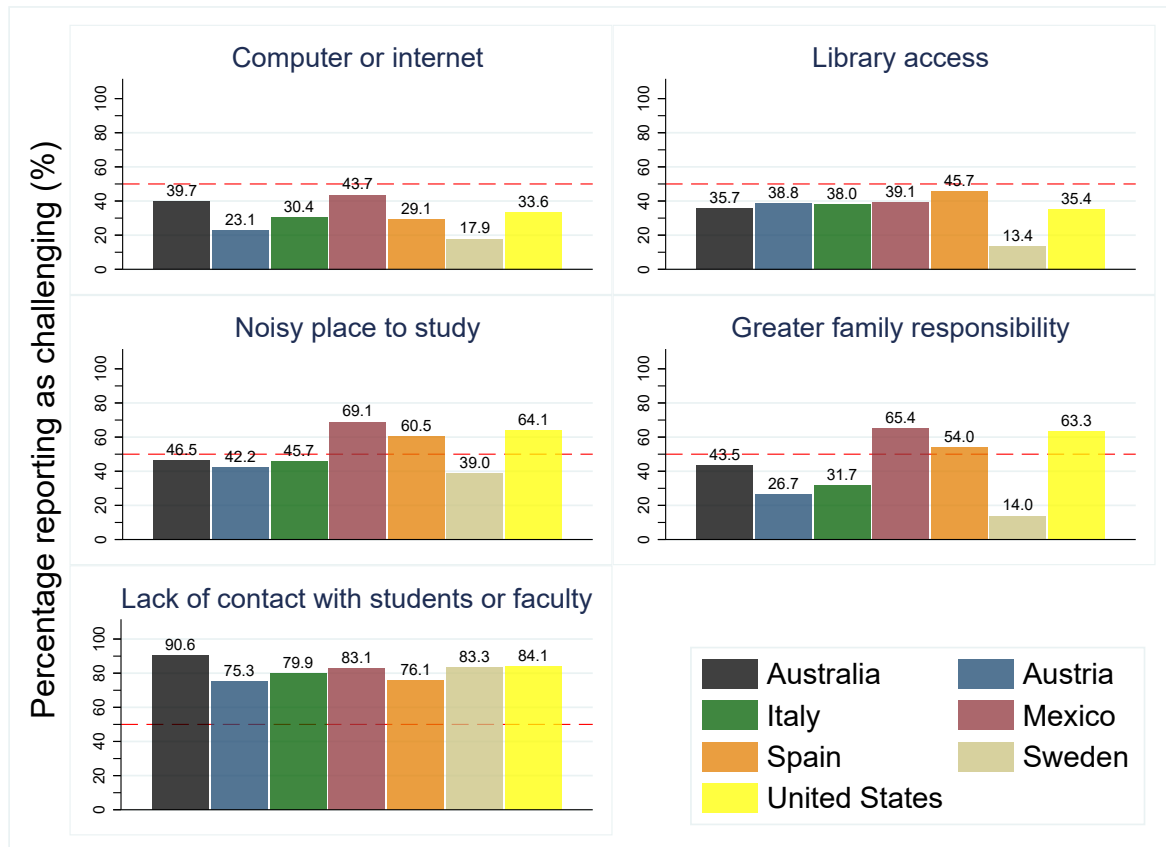 Percentage reporting as challenging (%)
Computer or internet
0 20 40 60 80 100
39.7 23.1 30.4 43.7 29.1 17.9 33.6
Library access
0 20 40 60 80 100
35.7 38.8 38.0 39.1 45.7 13.4 35.4
Noisy place to study
0 20 40 60 80 100
46.5 42.2 45.7 69.1 60.5 39.0 64.1
Greater family responsibility
0 20 40 60 80 100
43.5 26.7 31.7 65.4 54.0 14.0 63.3
Lack of contact with students or faculty
0 20 40 60 80 100
90.6 75.3 79.9 83.1 76.1 83.3 84.1
Australia Austria
Italy Mexico
Spain Sweden
United States